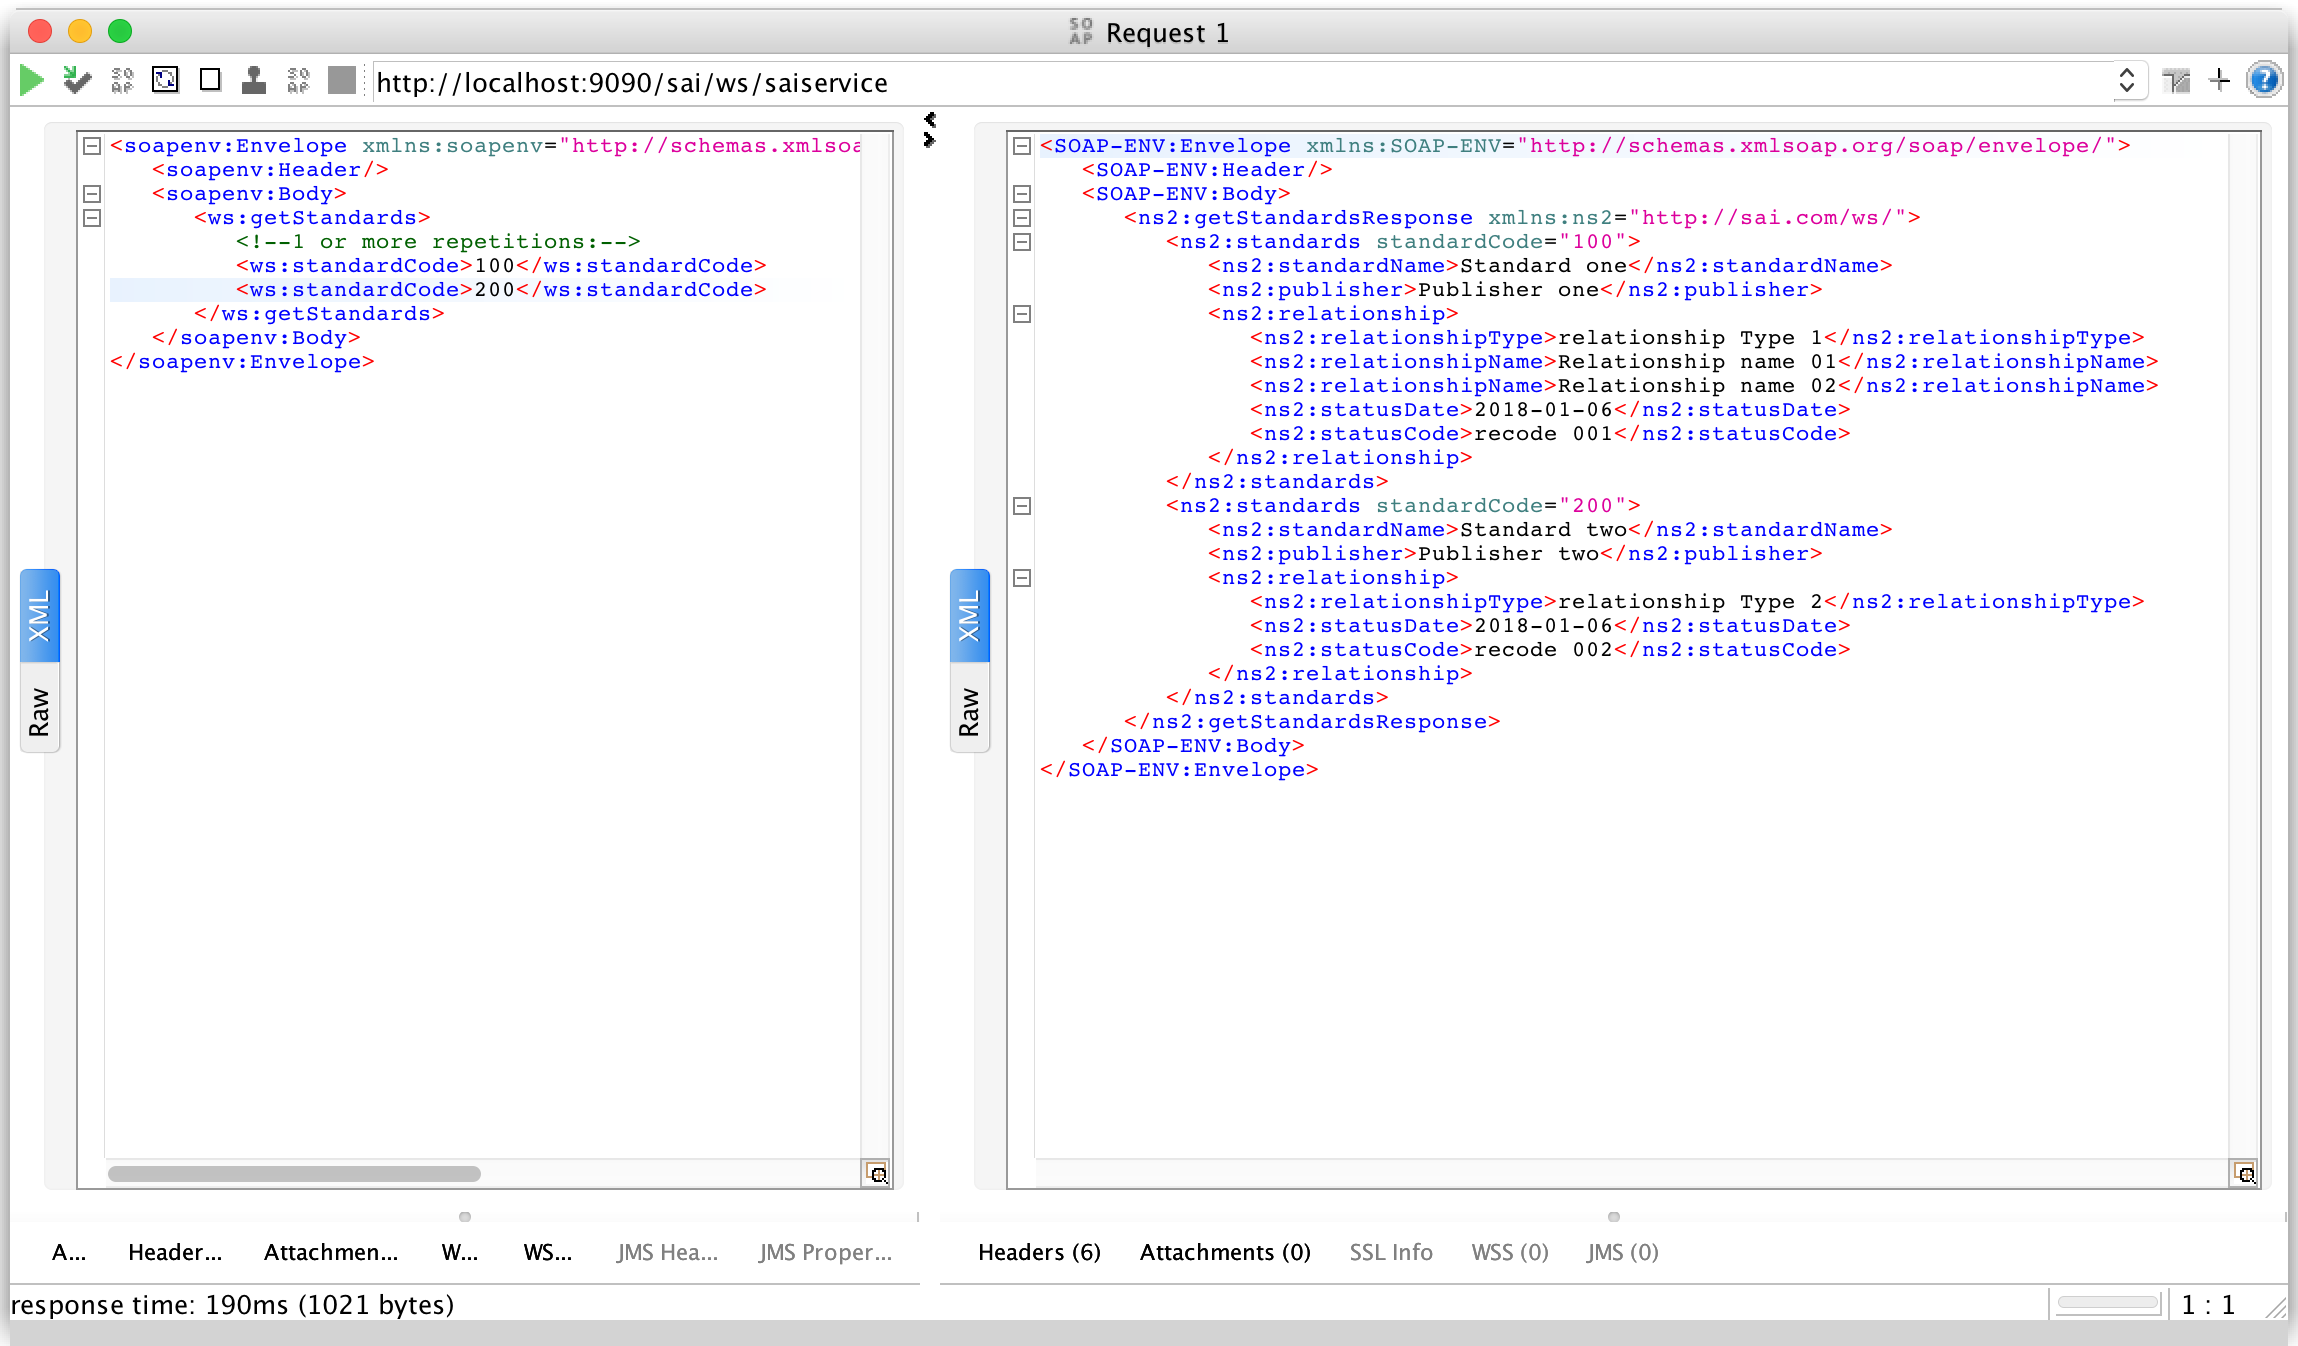 SO
AP Request 1
SO
AP
SO
AP
http://localhost:9090/sai/ws/saiservice
?
<soapenv:Envelope xmlns:soapenv="http://schemas.xmlsoa
<soapenv:Header/>
<soapenv:Body>
<ws:getStandards>
<!--1 or more repetitions:-->
<ws:standardCode>100</ws:standardCode>
<ws:standardCode>200</ws:standardCode>
</ws:getStandards>
</soapenv:Body>
</soapenv:Envelope>
XML
Raw
<SOAP-ENV:Envelope xmlns:SOAP-ENV="http://schemas.xmlsoap.org/soap/envelope/">
<SOAP-ENV:Header/>
<SOAP-ENV:Body>
<ns2:getStandardsResponse xmlns:ns2="http://sai.com/ws/">
<ns2:standards standardCode="100">
<ns2:standardName>Standard one</ns2:standardName>
<ns2:publisher>Publisher one</ns2:publisher>
<ns2:relationship>
<ns2:relationshipType>relationship Type 1</ns2:relationshipType>
<ns2:relationshipName>Relationship name 01</ns2:relationshipName>
<ns2:relationshipName>Relationship name 02</ns2:relationshipName>
<ns2:statusDate>2018-01-06</ns2:statusDate>
<ns2:statusCode>recode 001</ns2:statusCode>
</ns2:relationship>
</ns2:standards>
<ns2:standards standardCode="200">
<ns2:standardName>Standard two</ns2:standardName>
<ns2:publisher>Publisher two</ns2:publisher>
<ns2:relationship>
<ns2:relationshipType>relationship Type 2</ns2:relationshipType>
<ns2:statusDate>2018-01-06</ns2:statusDate>
<ns2:statusCode>recode 002</ns2:statusCode>
</ns2:relationship>
</ns2:standards>
</ns2:getStandardsResponse>
</SOAP-ENV:Body>
</SOAP-ENV:Envelope>
XML
Raw
A... Header... Attachmen... W... WS... JMS Hea... JMS Proper...
Headers (6) Attachments (0) SSL Info WSS (0) JMS (0)
response time: 190ms (1021 bytes)
1 : 1